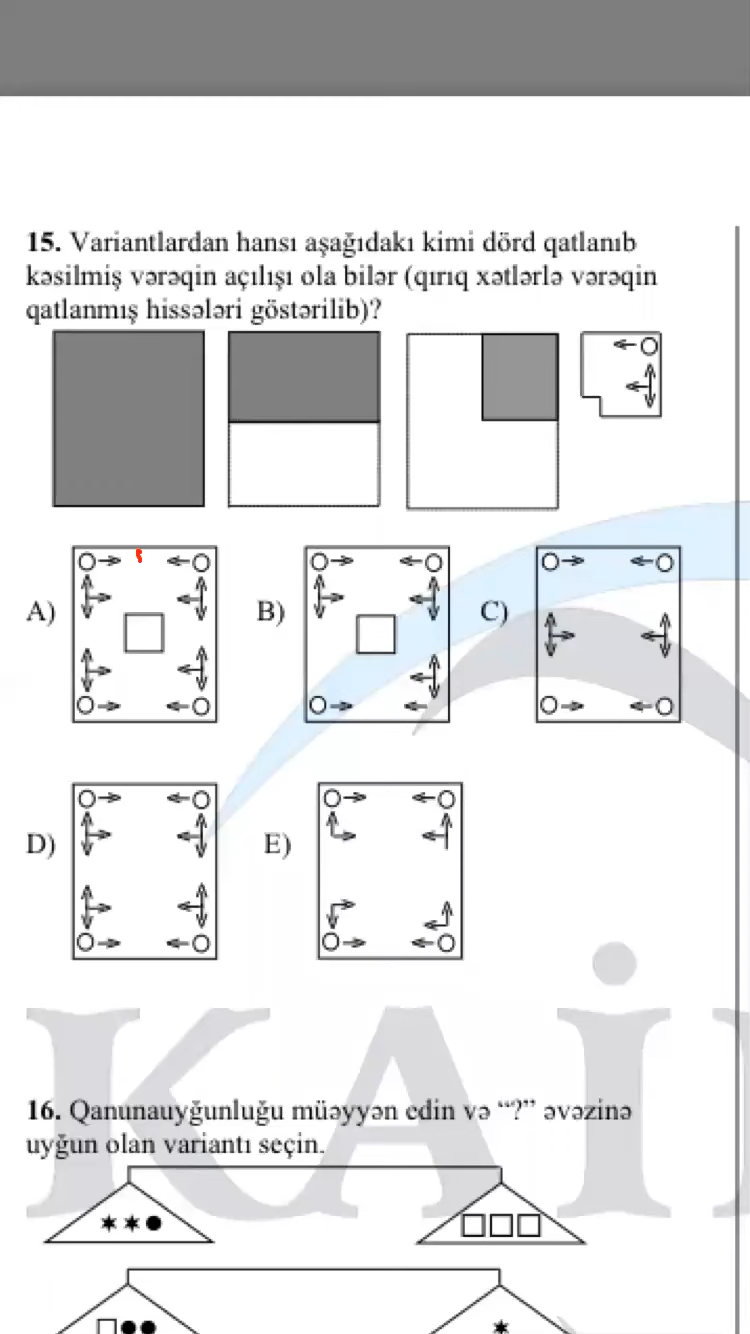 15. Variantlardan hansı aşağıdakı kimi dörd qatlanıb
kəsilmiş vərəqin açılışı ola bilər (qırıq xətlərlə vərəqin
qatlanmış hissələri göstərilib)?
A)
B)
C)
D)
E)
16. Qanunauyğunluğu müəyyən edin və “?” əvəzinə
uyğun olan variantı seçin.